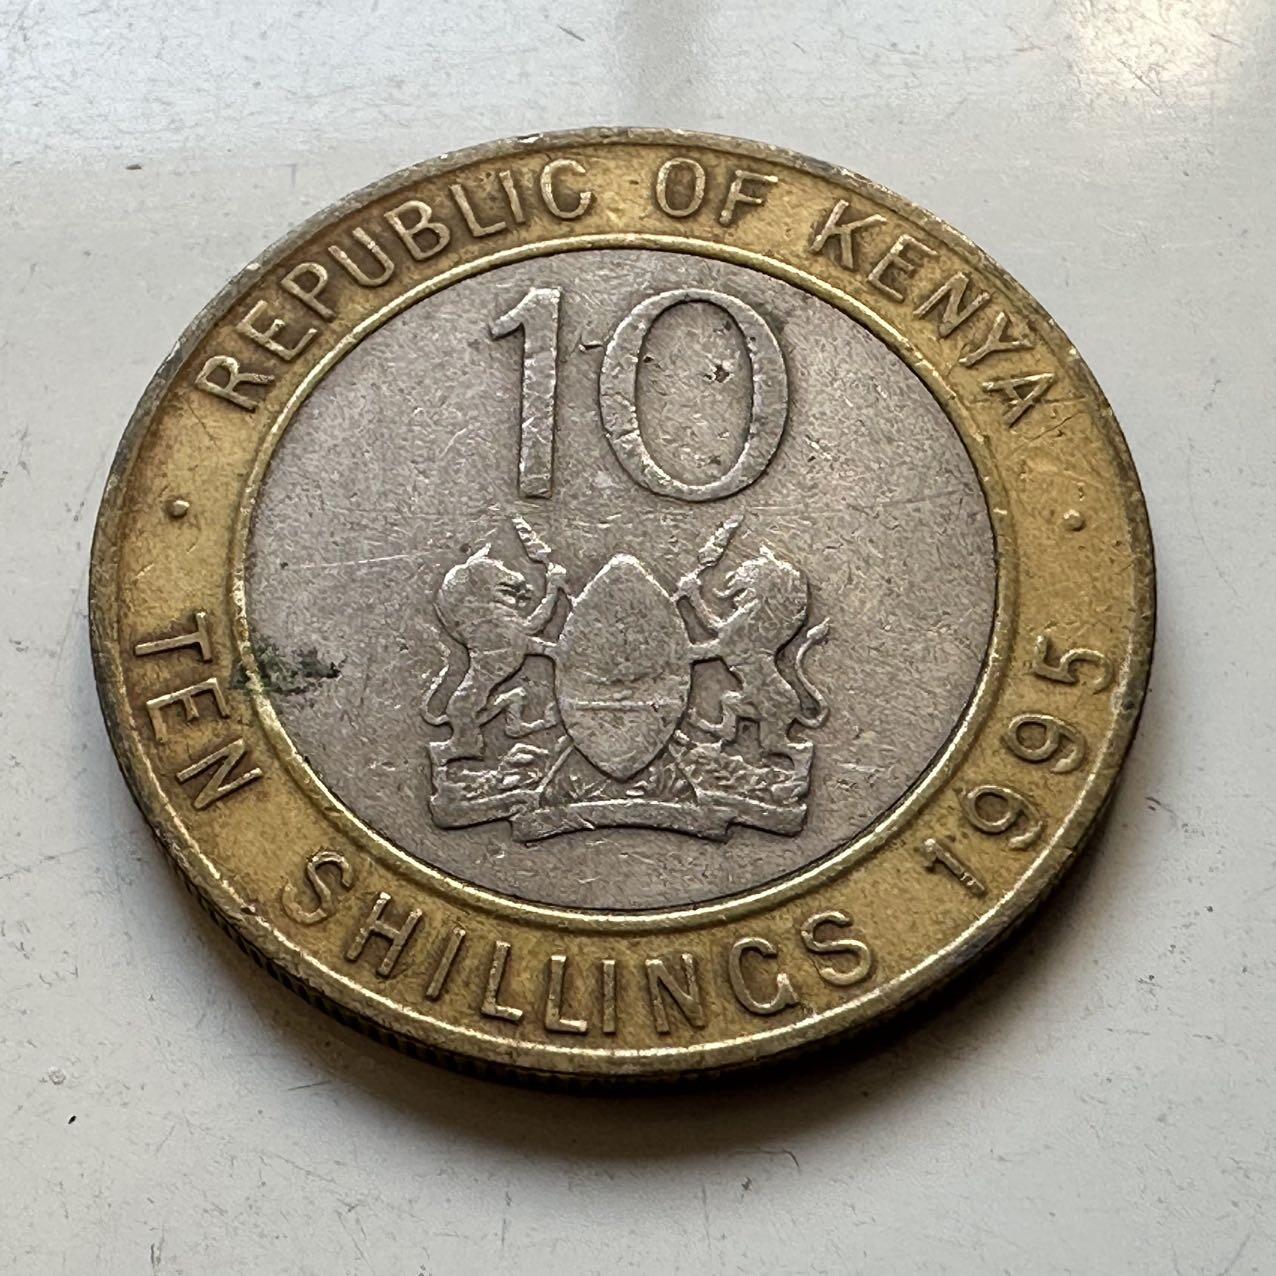 REPUBLIC OF KENYA
10
TEN SHILLINGS 1995